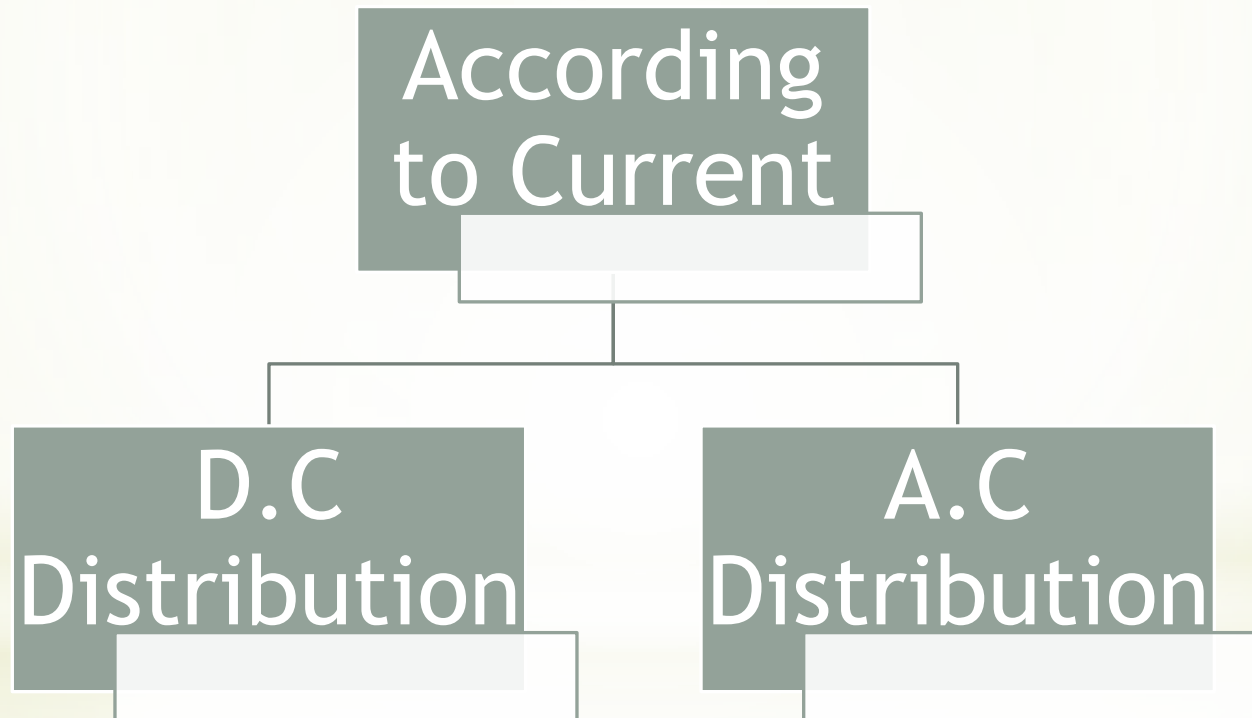 According
to Current
D.C
Distribution
A.C
Distribution